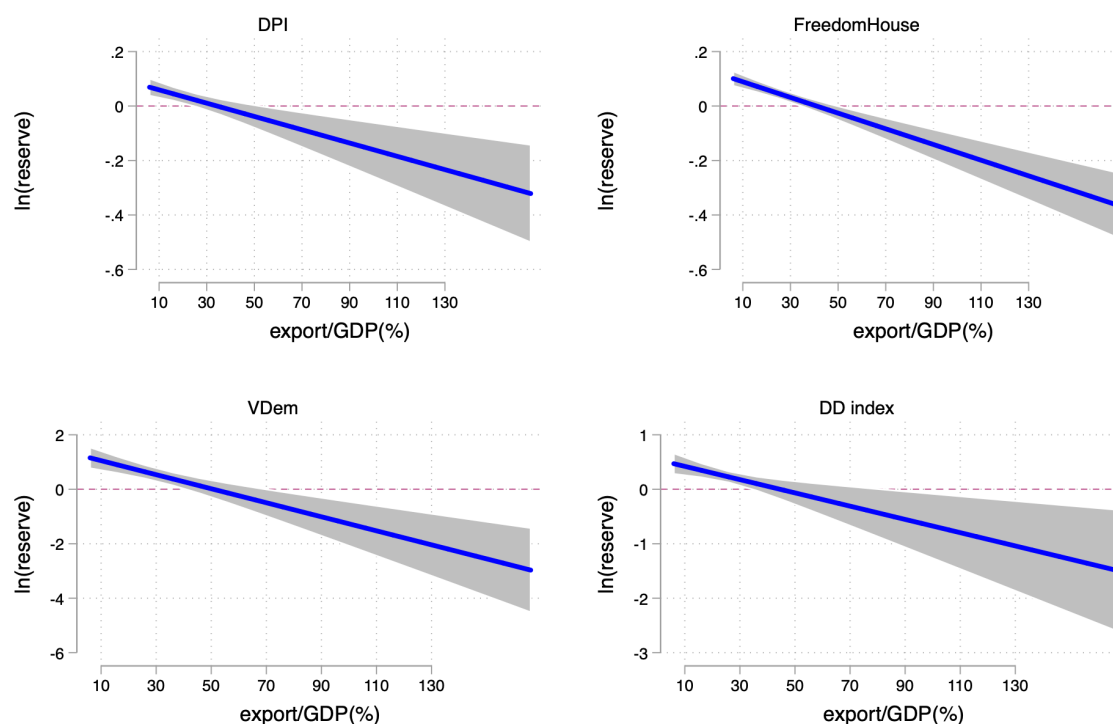 DPI
ln(reserve)
.2
0
-.2
-.4
-.6
10 30 50 70 90 110 130
export/GDP(%)
FreedomHouse
ln(reserve)
.2
0
-.2
-.4
-.6
10 30 50 70 90 110 130
export/GDP(%)
VDem
ln(reserve)
2
0
-2
-4
-6
10 30 50 70 90 110 130
export/GDP(%)
DD index
ln(reserve)
1
0
-1
-2
-3
10 30 50 70 90 110 130
export/GDP(%)